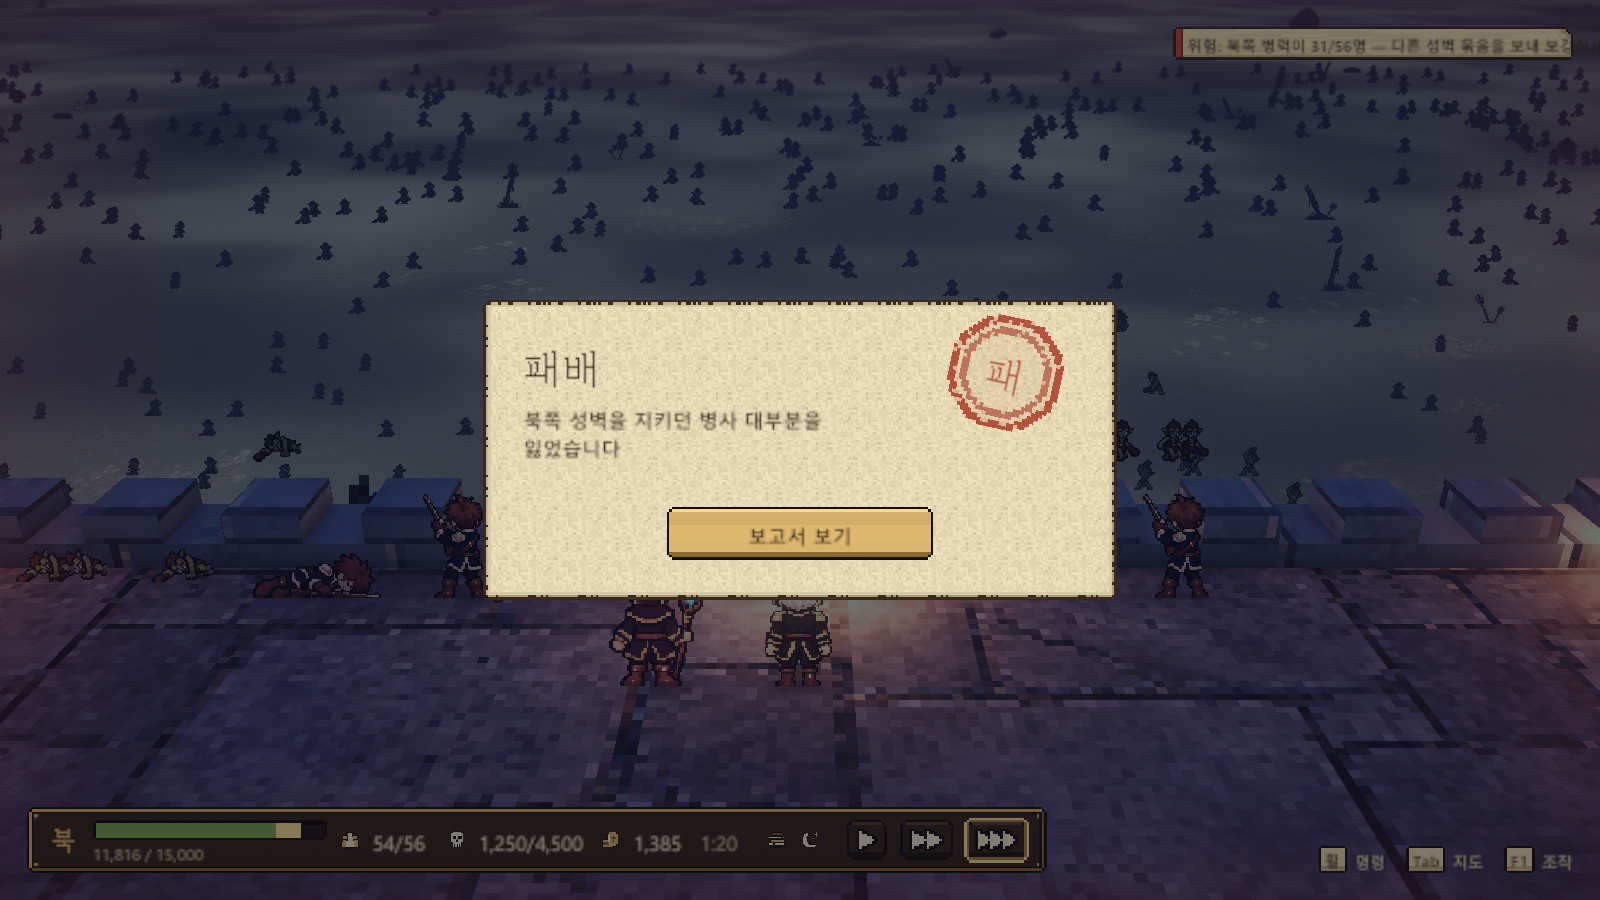 위험: 북쪽 병력이 31/56명 — 다른 성벽 묶음을 보내 보강
패배
패
북쪽 성벽을 지키던 병사 대부분을
잃었습니다
보고서 보기
북
11,816 / 15,000
54/56
1,250/4,500
1,385
1:20
휠 명령
Tab 지도
F1 조작